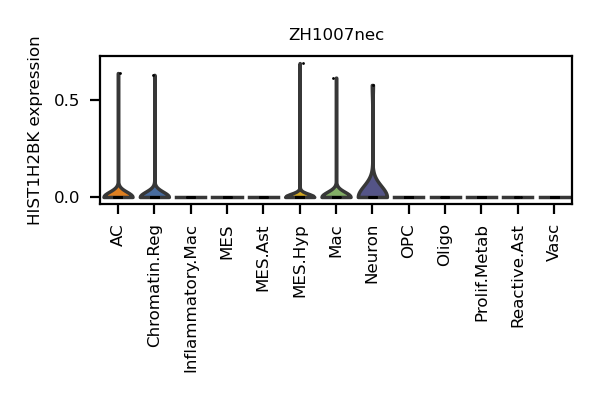 ZH1007nec
HIST1H2BK expression
0.5
0.0
AC
Chromatin.Reg
Inflammatory.Mac
MES
MES.Ast
MES.Hyp
Mac
Neuron
OPC
Oligo
Prolif.Metab
Reactive.Ast
Vasc